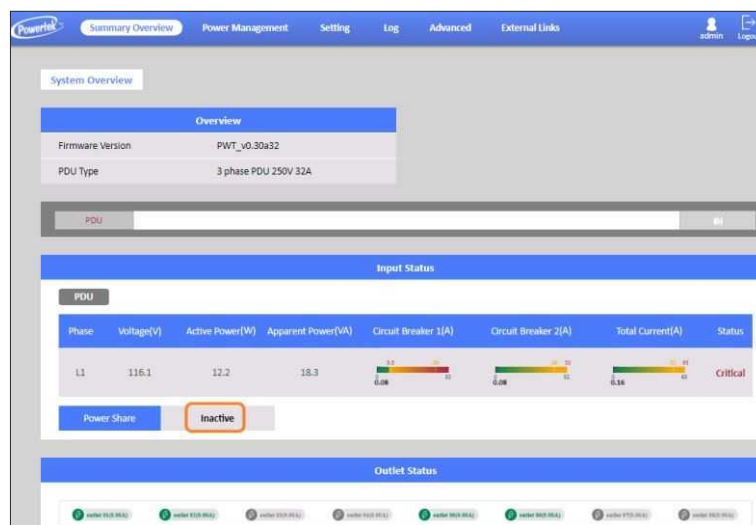 Powertek
Summary Overview Power Management Setting Log Advanced External Links
admin Logou
System Overview
Overview
Firmware Version PWT_v0.30a32
PDU Type 3 phase PDU 250V 32A
PDU
Input Status
PDU
Phase Voltage(V) Active Power(W) Apparent Power(VA) Circuit Breaker 1(A) Circuit Breaker 2(A) Total Current(A) Status
L1 116.1 12.2 18.3 0.08 0.08 0.16 Critical
Power Share Inactive
Outlet Status